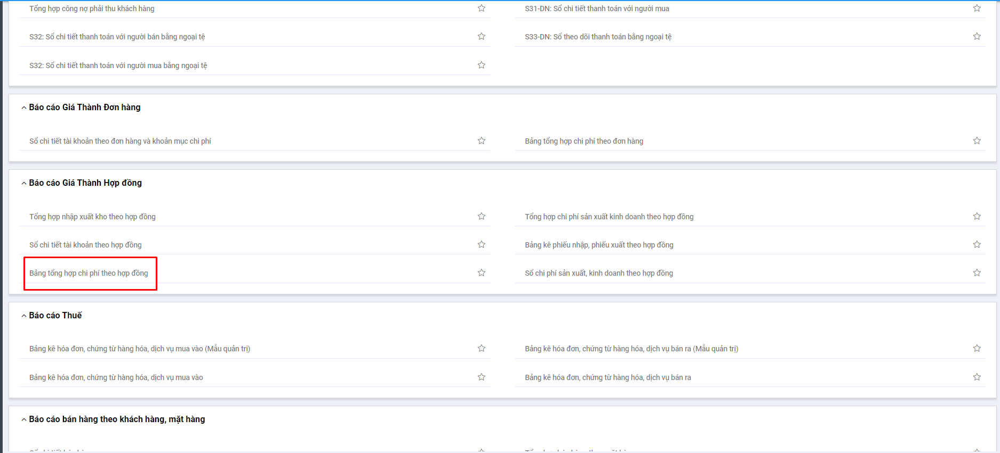 Tổng hợp công nợ phải thu khách hàng
S31-DN: Sổ chi tiết thanh toán với người mua
S32: Sổ chi tiết thanh toán với người bán bằng ngoại tệ
S33-DN: Sổ theo dõi thanh toán bằng ngoại tệ
S32: Sổ chi tiết thanh toán với người mua bằng ngoại tệ
Báo cáo Giá Thành Đơn hàng
Sổ chi tiết tài khoản theo đơn hàng và khoản mục chi phí
Bảng tổng hợp chi phí theo đơn hàng
Báo cáo Giá Thành Hợp đồng
Tổng hợp nhập xuất kho theo hợp đồng
Tổng hợp chi phí sản xuất kinh doanh theo hợp đồng
Sổ chi tiết tài khoản theo hợp đồng
Bảng kê phiếu nhập, phiếu xuất theo hợp đồng
Bảng tổng hợp chi phí theo hợp đồng
Sổ chi phí sản xuất, kinh doanh theo hợp đồng
Báo cáo Thuế
Bảng kê hóa đơn, chứng từ hàng hóa, dịch vụ mua vào (Mẫu quản trị)
Bảng kê hóa đơn, chứng từ hàng hóa, dịch vụ bán ra (Mẫu quản trị)
Bảng kê hóa đơn, chứng từ hàng hóa, dịch vụ mua vào
Bảng kê hóa đơn, chứng từ hàng hóa, dịch vụ bán ra
Báo cáo bán hàng theo khách hàng, mặt hàng